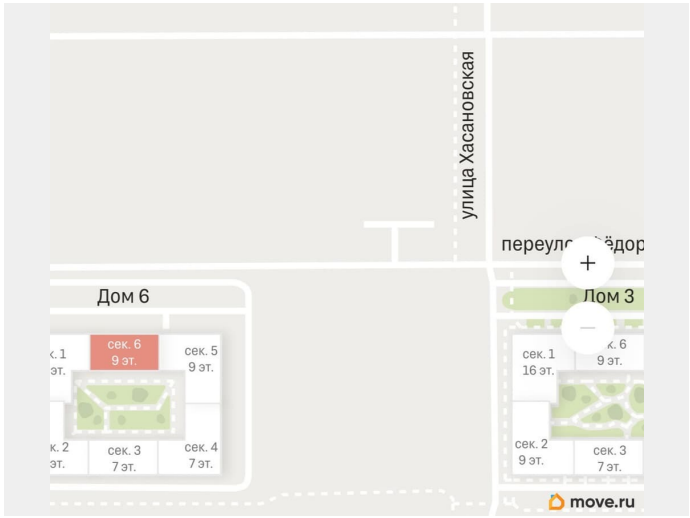 улица Хасановская
Дом 6
Дом 3
сек. 6
9 эт.
сек. 5
9 эт.
эт.
сек. 1
16 эт.
9 эт.
эт.
сек. 3
7 эт.
сек. 4
7 эт.
сек. 2
9 эт.
сек. 3
7 эт.
move.ru